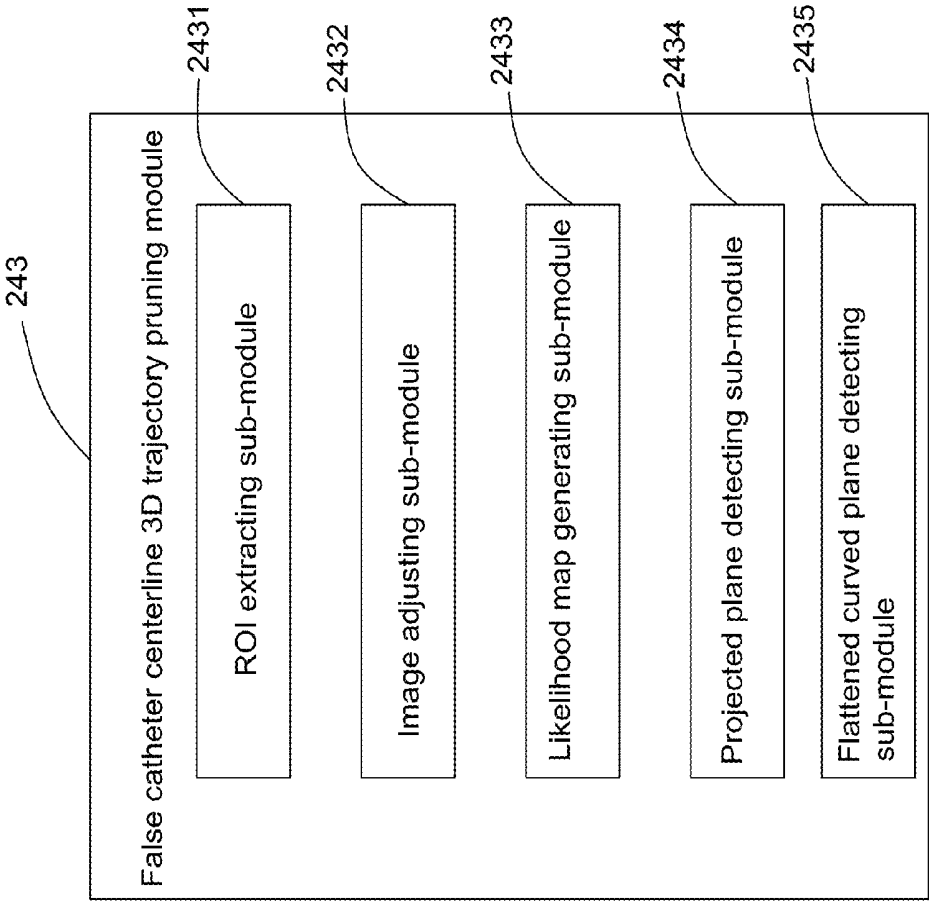 243
False catheter centerline 3D trajectory pruning module
2431
ROI extracting sub-module
2432
Image adjusting sub-module
2433
Likelihood map generating sub-module
2434
Projected plane detecting sub-module
2435
Flattened curved plane detecting
sub-module